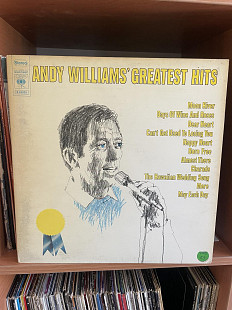 ANDY WILLIAMS' GREATEST HITS
Moon River
Days Of Wine And Roses
Dear Heart
Can't Get Used To Losing You
Happy Heart
Born Free
Almost There
Charade
The Hawaiian Wedding Song
More
May Each Day